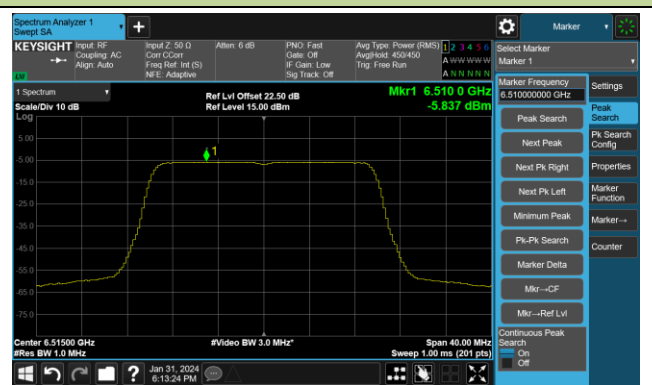 Spectrum Analyzer 1
Swept SA
Marker
KEYSIGHT
Input: RF
Coupling: AC
Align: Auto
Input Z: 50 Ω
Corr CCorr
Freq Ref: Int (S)
NFE: Adaptive
Atten: 6 dB
PNO: Fast
Gate: Off
IF Gain: Low
Sig Track: Off
Avg Type: Power (RMS)
Avg|Hold: 450/450
Trig: Free Run
1 2 3 4 5 6
A W W W W W
A N N N N N
LW
Select Marker
Marker 1
1 Spectrum
Scale/Div 10 dB
Log
Ref Lvl Offset 22.50 dB
Ref Level 15.00 dBm
Mkr1 6.510 0 GHz
-5.837 dBm
5.00
-5.00
-15.0
-25.0
-35.0
-45.0
-55.0
-65.0
-75.0
1
Center 6.51500 GHz
#Res BW 1.0 MHz
#Video BW 3.0 MHz*
Span 40.00 MHz
Sweep 1.00 ms (201 pts)
Marker Frequency
6.510000000 GHz
Peak Search
Next Peak
Next Pk Right
Next Pk Left
Minimum Peak
Pk-Pk Search
Marker Delta
Mkr→CF
Mkr→Ref Lvl
Continuous Peak
Search
On
Off
Settings
Peak
Search
Pk Search
Config
Properties
Marker
Function
Marker→
Counter
Jan 31, 2024
6:13:24 PM